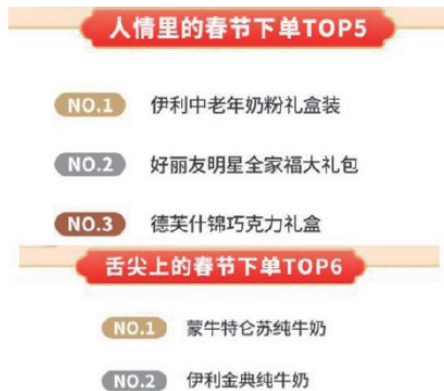 人情里的春节下单TOP5
NO.1 伊利中老年奶粉礼盒装
NO.2 好丽友明星全家福大礼包
NO.3 德芙什锦巧克力礼盒
舌尖上的春节下单TOP6
NO.1 蒙牛特仑苏纯牛奶
NO.2 伊利金典纯牛奶